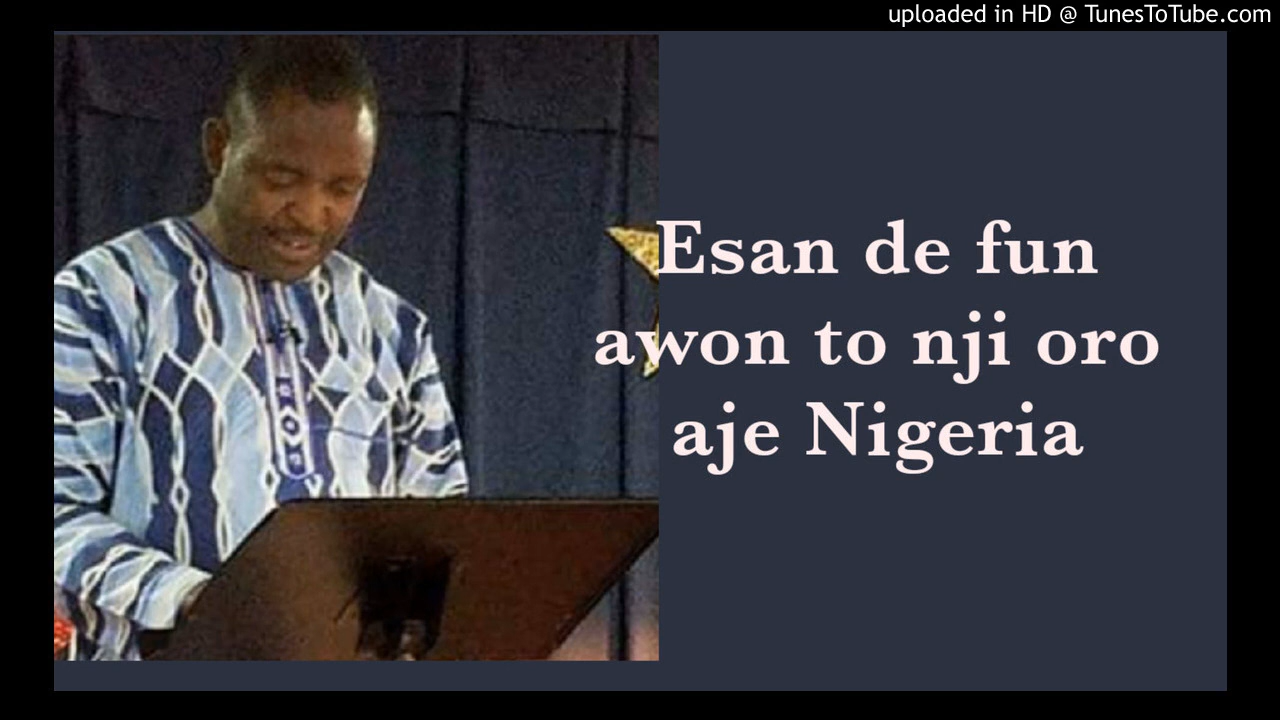 uploaded in HD @ TunesToTube.com
Esan de fun
awon to nji oro
aje Nigeria